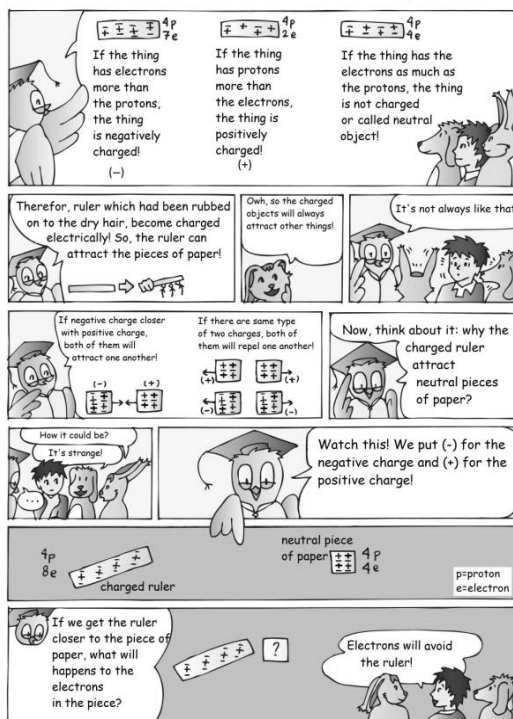 4p
7e
If the thing
has electrons
more than
the protons,
the thing
is negatively
charged!
(-)
4p
2e
If the thing
has protons
more than
the electrons,
the thing is
positively
charged!
(+)
4p
4e
If the thing has the
electrons as much as
the protons, the thing
is not charged
or called neutral
object!
Therefor, ruler which had been rubbed
on to the dry hair, become charged
electrically! So, the ruler can
attract the pieces of paper!
Owh, so the charged
objects will always
attract other things!
It's not always like that
If negative charge closer
with positive charge,
both of them will
attract one another!
(-) (+)
If there are same type
of two charges, both of
them will repel one another!
(+) (+)
(-) (-)
Now, think about it: why the
charged ruler
attract
neutral pieces
of paper?
How it could be?
It's strange!
...
Watch this! We put (-) for the
negative charge and (+) for the
positive charge!
4p
8e
charged ruler
neutral piece
of paper
4p
4e
p=proton
e=electron
If we get the ruler
closer to the piece of
paper, what will
happens to the
electrons
in the piece?
?
Electrons will avoid
the ruler!